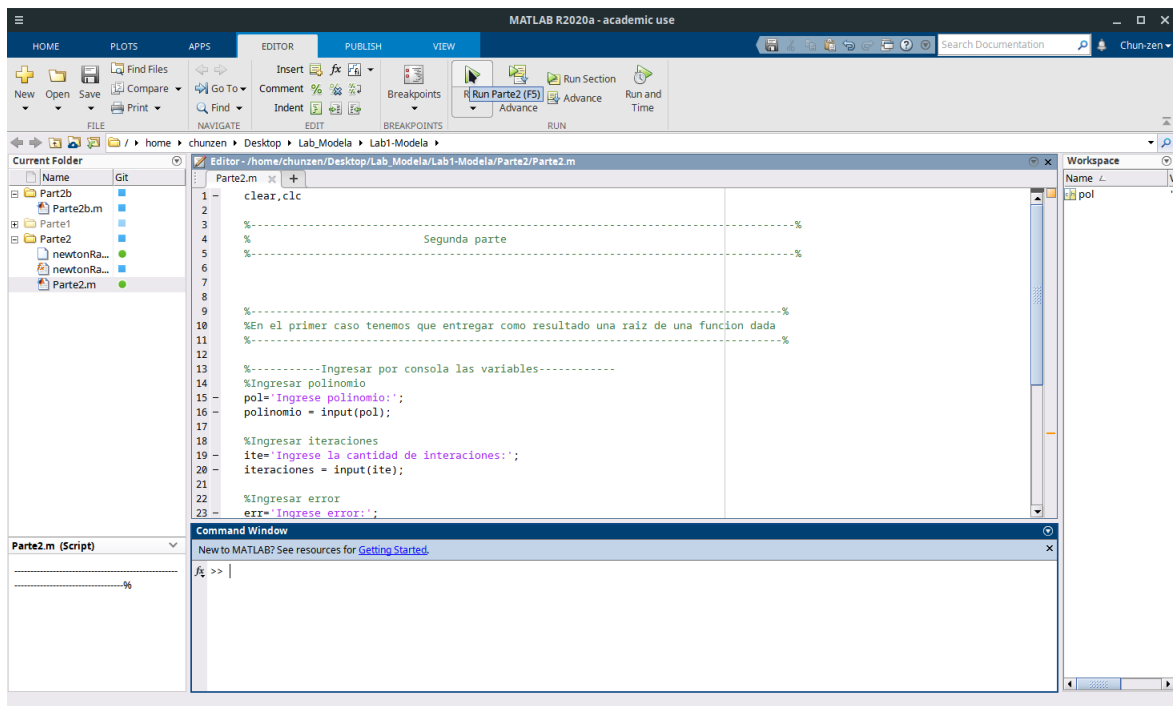 MATLAB R2020a - academic use
HOME PLOTS APPS EDITOR PUBLISH VIEW Search Documentation Chun-zen
New Open Save Find Files Compare Print
Go To Find
Insert fx Comment % Indent
Breakpoints
Run Parte2 (F5) Advance Run Section Advance Run and Time
FILE NAVIGATE EDIT BREAKPOINTS RUN
/ home chunzen Desktop Lab_Modela Lab1-Modela
Current Folder
Name Git
Part2b
Parte2b.m
Parte1
Parte2
newtonRa...
newtonRa...
Parte2.m
Parte2.m (Script)
----------------------------------------------------
----------------------------------%
Editor - /home/chunzen/Desktop/Lab_Modela/Lab1-Modela/Parte2/Parte2.m
Parte2.m
1 - clear,clc
2
3 %-------------------------------------------------------------------------------------%
4 % Segunda parte
5 %-------------------------------------------------------------------------------------%
6
7
8
9 %-----------------------------------------------------------------------------------%
10 %En el primer caso tenemos que entregar como resultado una raiz de una funcion dada
11 %-----------------------------------------------------------------------------------%
12
13 %-----------Ingresar por consola las variables------------
14 %Ingresar polinomio
15 - pol='Ingrese polinomio:';
16 - polinomio = input(pol);
17
18 %Ingresar iteraciones
19 - ite='Ingrese la cantidad de interaciones:';
20 - iteraciones = input(ite);
21
22 %Ingresar error
23 - err='Ingrese error:';
Command Window
New to MATLAB? See resources for Getting Started.
fx >>
Workspace
Name
pol